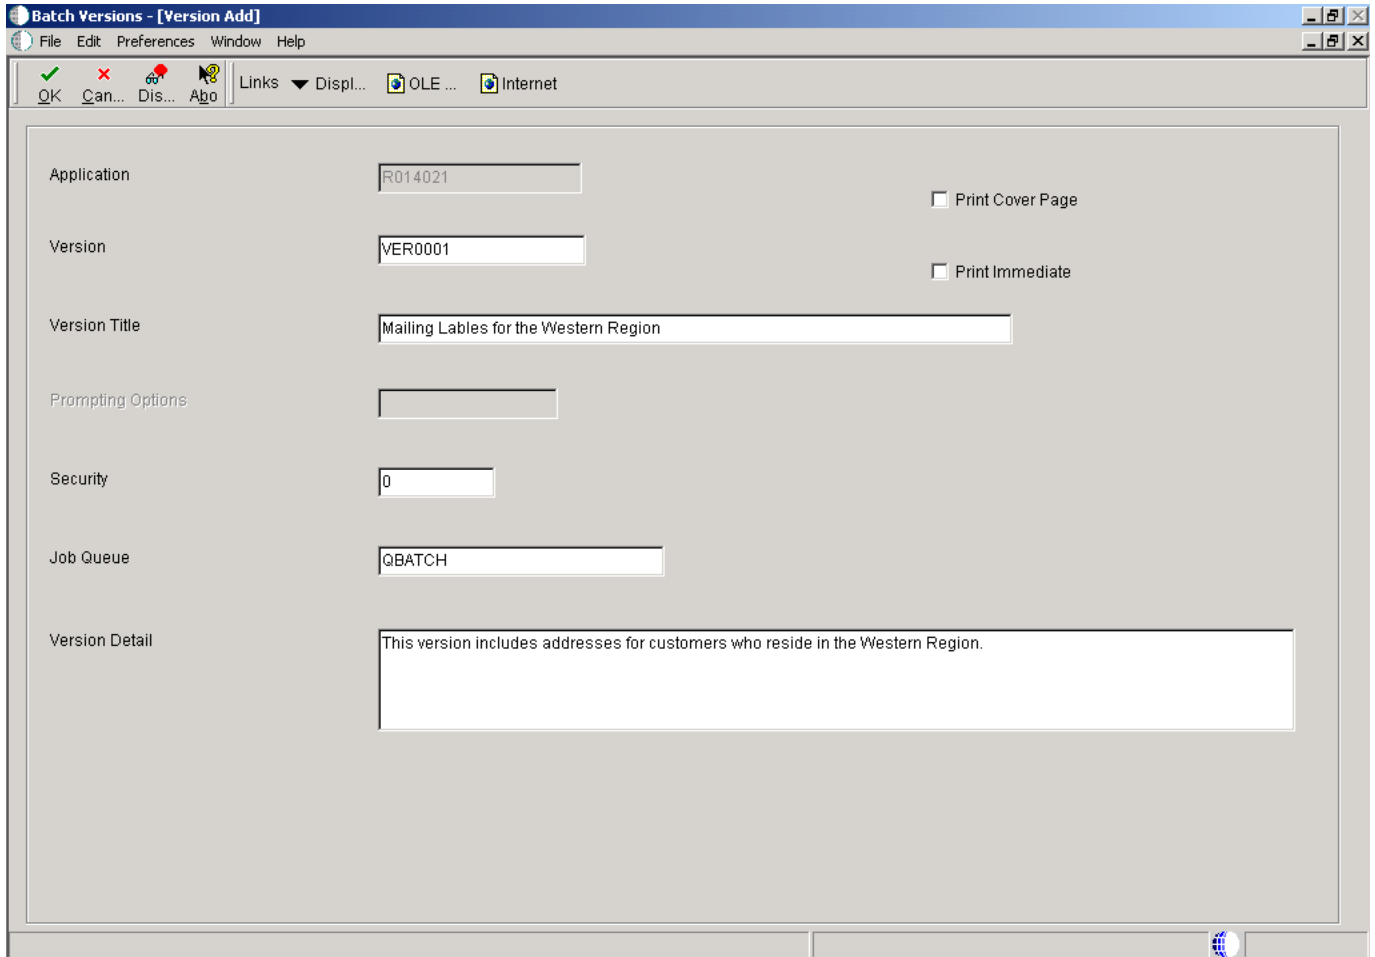 Batch Versions - [Version Add]
File Edit Preferences Window Help
OK Can... Dis... Abo Links Displ... OLE ... Internet
Application R014021
Print Cover Page
Version VER0001
Print Immediate
Version Title Mailing Lables for the Western Region
Prompting Options
Security 0
Job Queue QBATCH
Version Detail This version includes addresses for customers who reside in the Western Region.